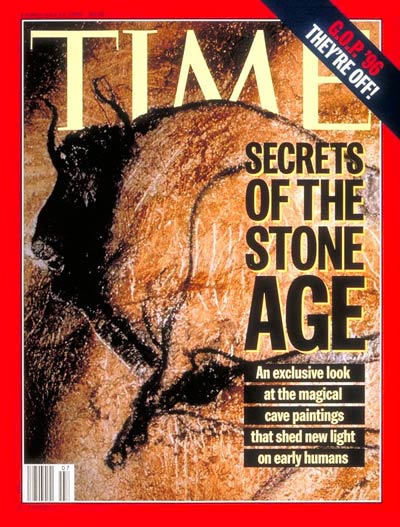 TIME
G.O.P. '96
THEY'RE OFF!
SECRETS
OF THE
STONE
AGE
An exclusive look
at the magical
cave paintings
that shed new light
on early humans
07